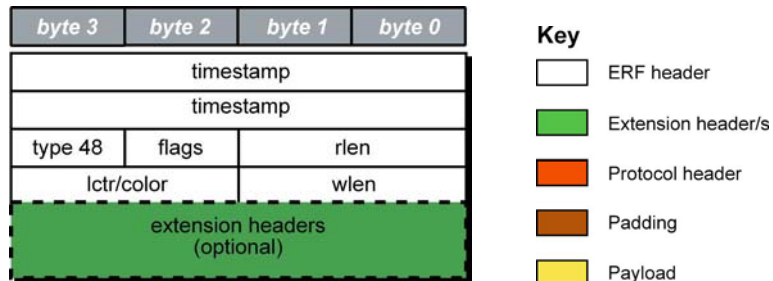 byte 3 byte 2 byte 1 byte 0
timestamp
timestamp
type 48 flags rlen
lctr/color wlen
extension headers
(optional)
Key
ERF header
Extension header/s
Protocol header
Padding
Payload